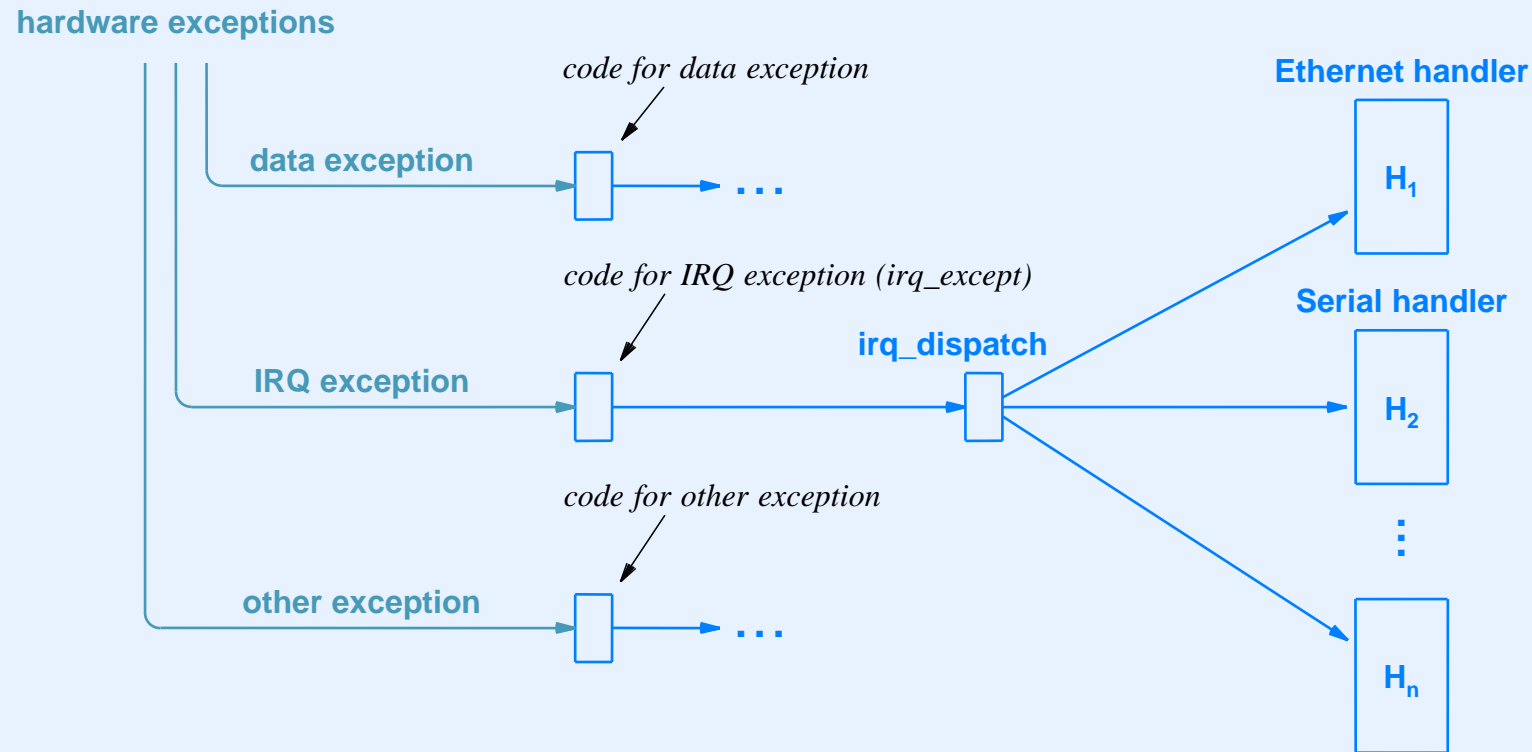 hardware exceptions
code for data exception
Ethernet handler
data exception
...
H1
code for IRQ exception (irq_except)
Serial handler
irq_dispatch
IRQ exception
H2
code for other exception
...
other exception
...
Hn